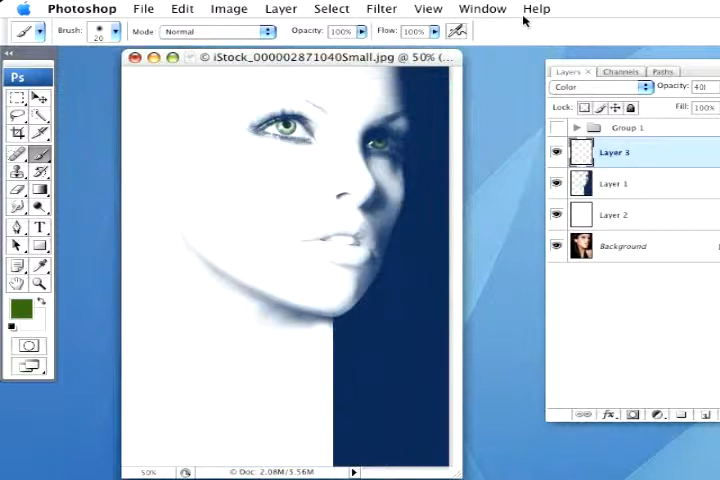 Photoshop File Edit Image Layer Select Filter View Window Help
Brush: 20 Mode: Normal Opacity: 100% Flow: 100%
Ps
© iStock_000002871040Small.jpg @ 50% (...
Layers × Channels Paths
Color Opacity: 40
Lock: Fill: 100%
Group 1
Layer 3
Layer 1
Layer 2
Background
T
fx
50% © Doc: 2.08M/3.56M